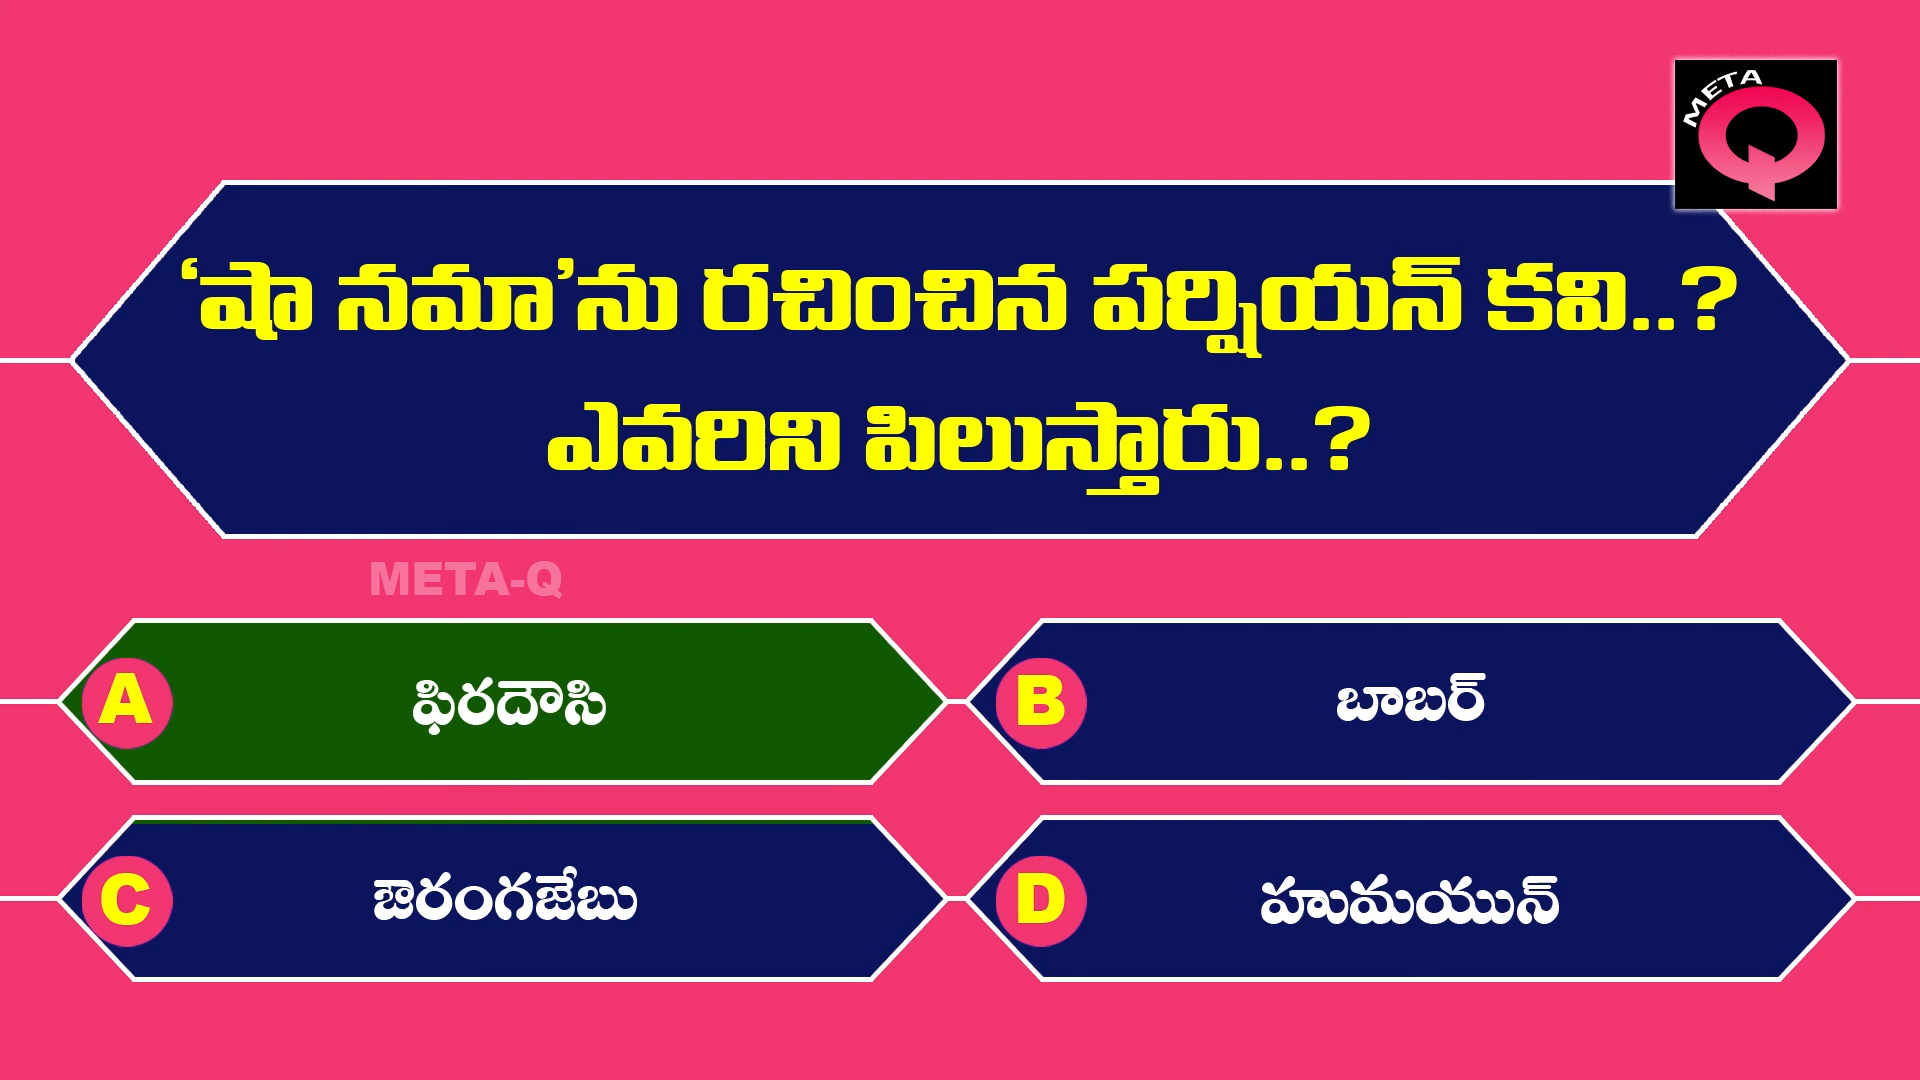 META
Q
‘షా నమా’ను రచించిన పర్షియన్ కవి..?
ఎవరిని పిలుస్తారు..?
META-Q
A ఫిరదౌసి
B బాబర్
C ఔరంగజేబు
D హుమయున్